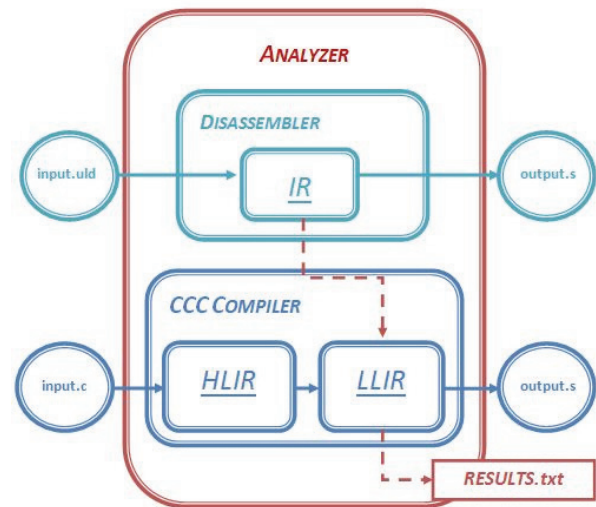 ANALYZER
DISASSEMBLER
input.uld
IR
output.s
CCC COMPILER
input.c
HLIR
LLIR
output.s
RESULTS.txt